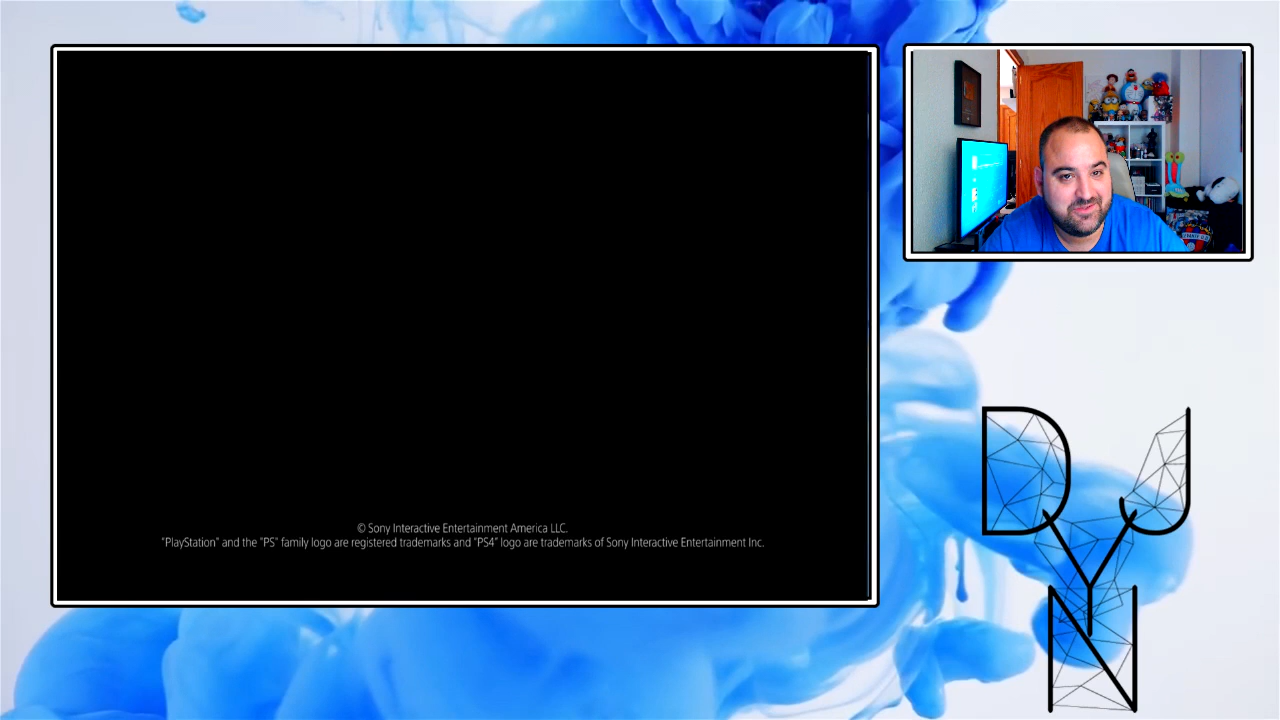 © Sony Interactive Entertainment America LLC.
"PlayStation" and the "PS" family logo are registered trademarks and "PS4" logo are trademarks of Sony Interactive Entertainment Inc.
D J
Y
N